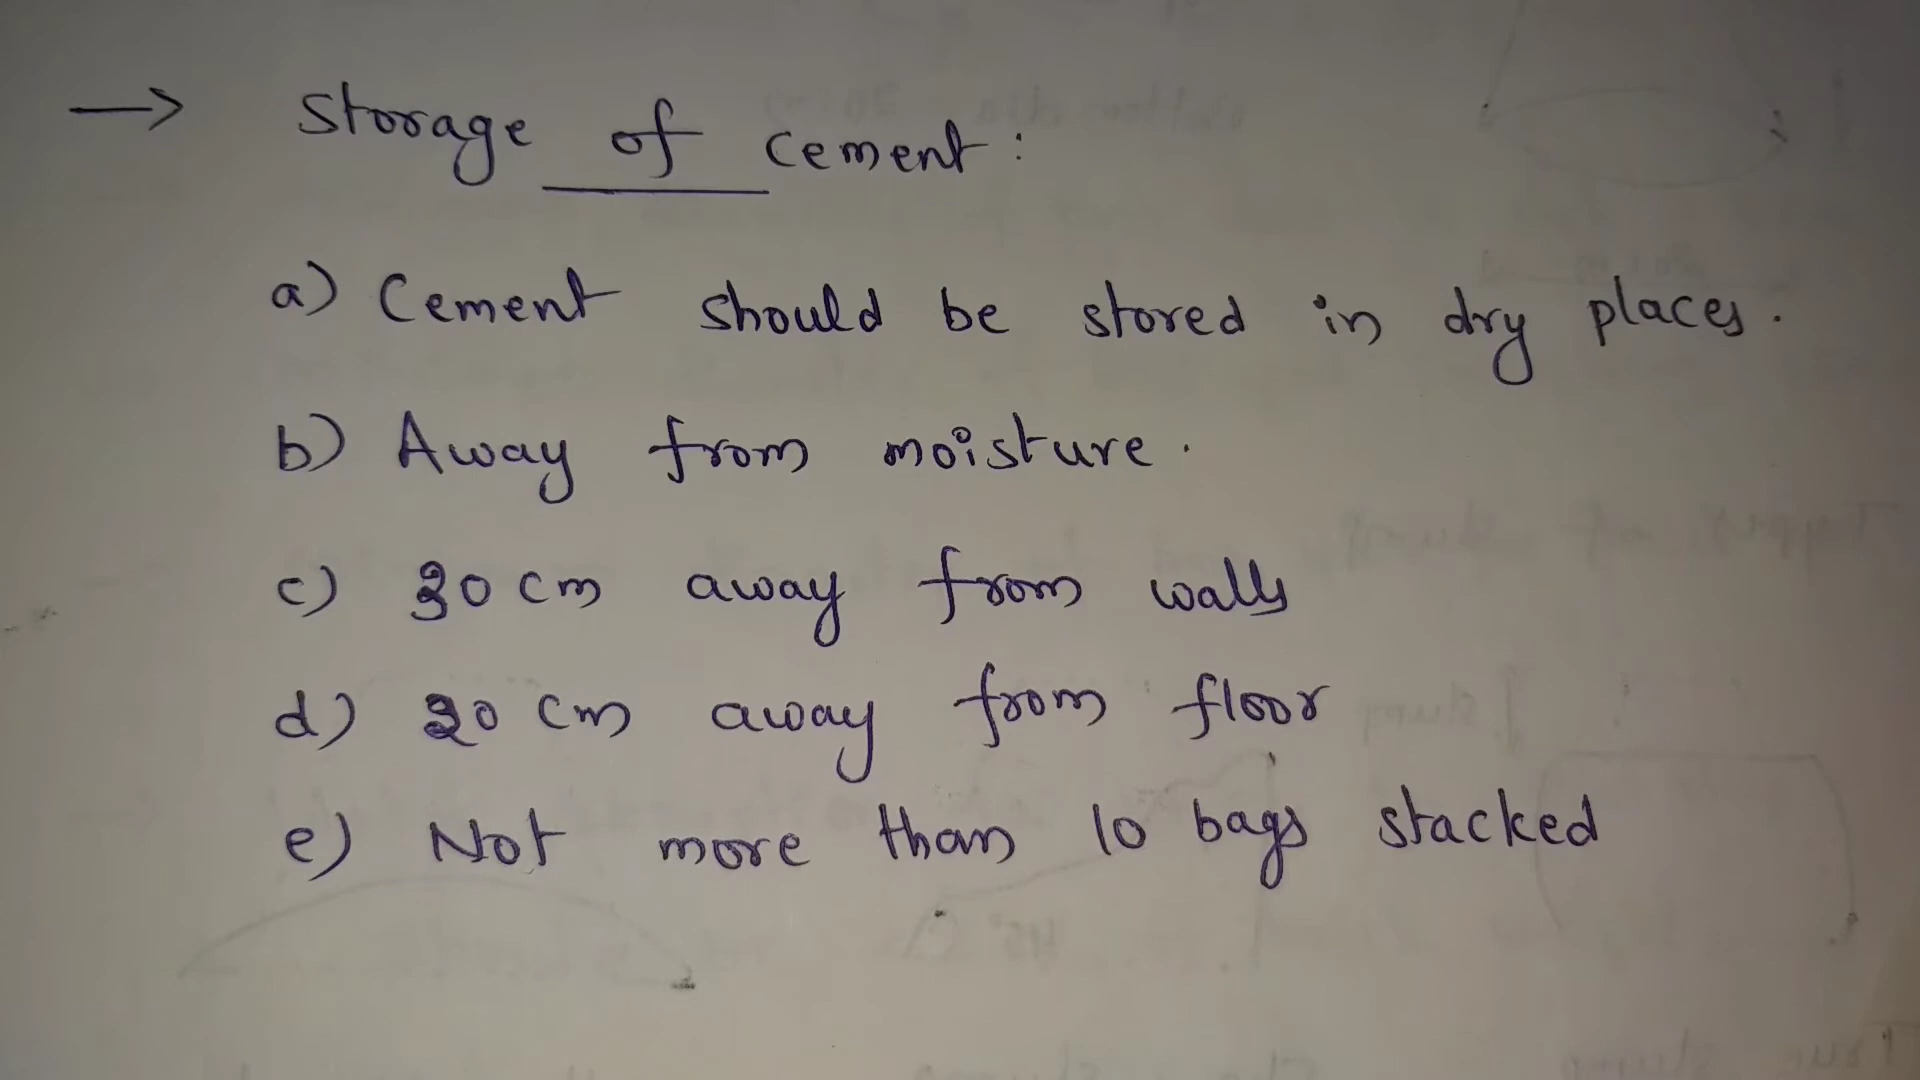 → Storage of cement:
a) Cement should be stored in dry places.
b) Away from moisture.
c) 30 cm away from walls
d) 20 cm away from floor
e) Not more than 10 bags stacked